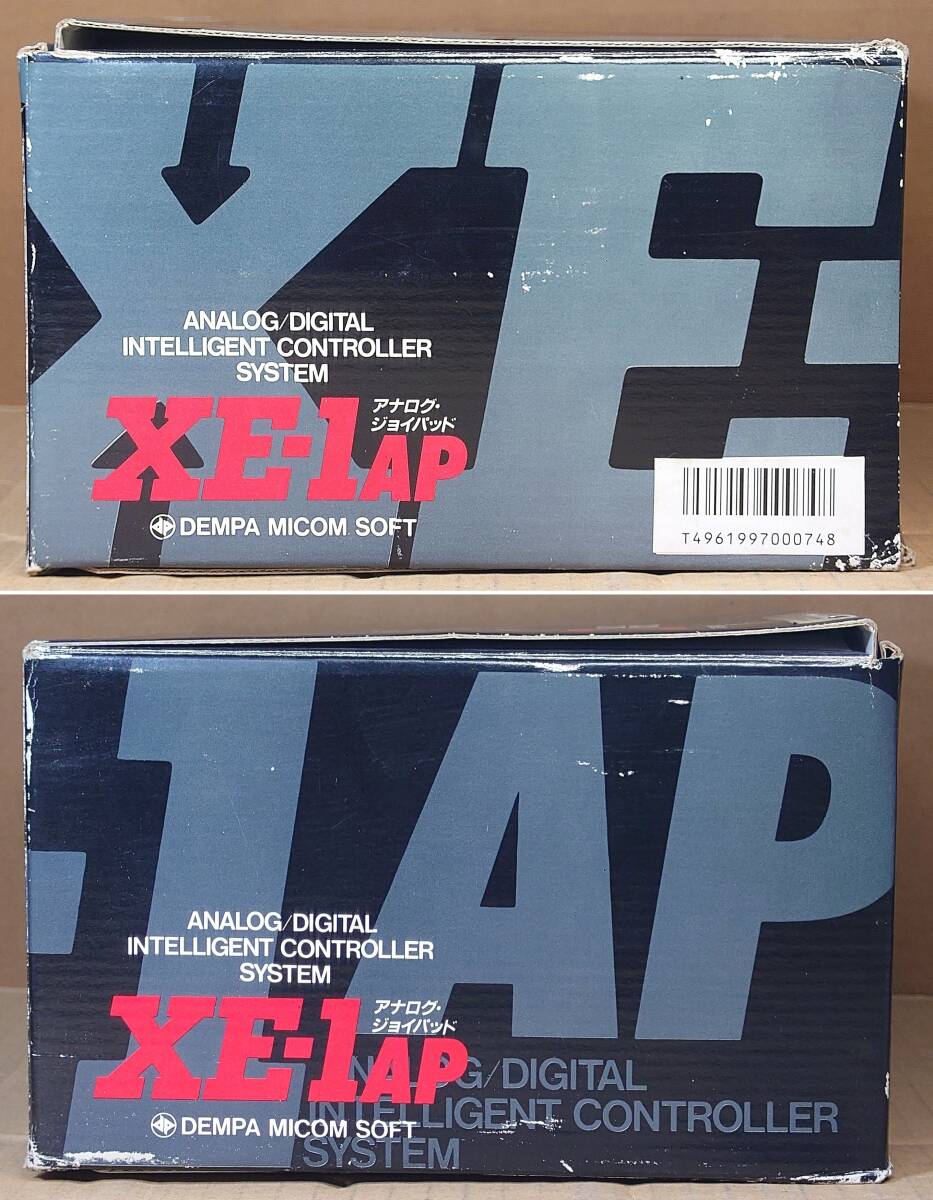 XE-
ANALOG/DIGITAL
INTELLIGENT CONTROLLER
SYSTEM
XE-1AP
アナログ・
ジョイパッド
DEMPA MICOM SOFT
T4961997000748
-1AP
ANALOG/DIGITAL
INTELLIGENT CONTROLLER
SYSTEM
XE-1AP
アナログ・
ジョイパッド
DEMPA MICOM SOFT
ANALOG/DIGITAL
INTELLIGENT CONTROLLER
SYSTEM